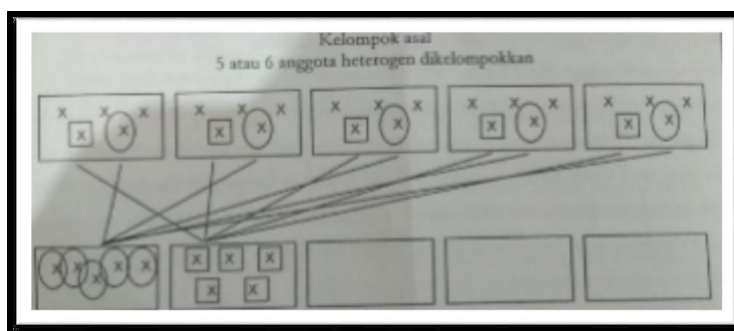 Kelompok asal
5 atau 6 anggota heterogen dikelompokkan
x x x x x x x x x x x x x x x
x x x x x x x x x x
x x x x x x x x
x x